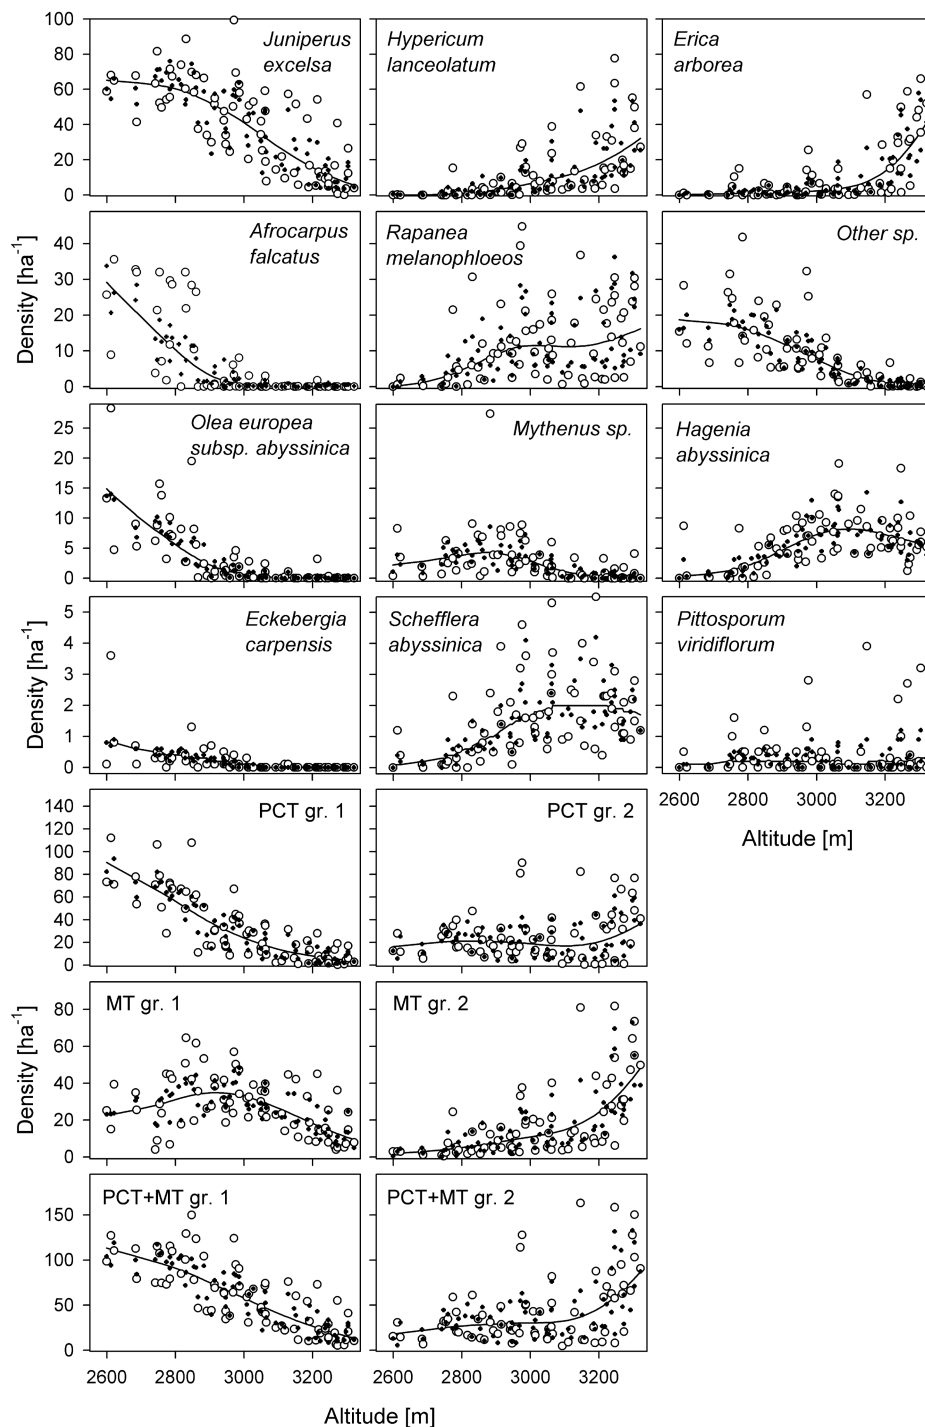 100
80
60
40
20
0
Juniperus
excelsa
Hypericum
lanceolatum
Erica
arborea
Density [ha⁻¹]
40
30
20
10
0
Afrocarpus
falcatus
Rapanea
melanophloeos
Other sp.
25
20
15
10
5
0
Olea europea
subsp. abyssinica
Mythenus sp.
Hagenia
abyssinica
Density [ha⁻¹]
5
4
3
2
1
0
Eckebergia
carpensis
Schefflera
abyssinica
Pittosporum
viridiflorum
2600 2800 3000 3200
Altitude [m]
140
120
100
80
60
40
20
0
PCT gr. 1
PCT gr. 2
Density [ha⁻¹]
80
60
40
20
0
MT gr. 1
MT gr. 2
150
100
50
0
PCT+MT gr. 1
PCT+MT gr. 2
2600 2800 3000 3200
2600 2800 3000 3200
Altitude [m]